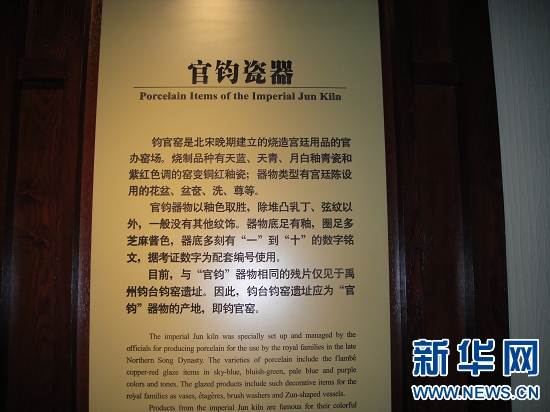 官钧瓷器
Porcelain Items of the Imperial Jun Kiln
钧官窑是北宋晚期建立的烧造宫廷用品的官
办窑场。烧制品种有天蓝、天青、月白釉青瓷和
紫红色调的窑变铜红釉瓷；器物类型有宫廷陈设
用的花盆、盆奁、洗、尊等。
官钧器物以釉色取胜，除堆凸乳丁、弦纹以
外，一般没有其他纹饰。器物底足有釉，圈足多
芝麻酱色，器底多刻有“一”到“十”的数字铭
文，据考证数字为配套编号使用。
目前，与“官钧”器物相同的残片仅见于禹
州钧台钧窑遗址。因此，钧台钧窑遗址应为“官
钧”器物的产地，即钧官窑。
The imperial Jun kiln was specially set up and managed by the
officials for producing porcelain for the use by the royal families in the late
Northern Song Dynasty. The varieties of porcelain include the flambé
copper-red glaze items in sky-blue, bluish-green, pale blue and purple
colors and tones. The glazed products include such decorative items for the
royal families as vases, étagères, brush washers and Zun-shaped vessels.
Products from the imperial Jun kiln are famous for their colorful
新华网
WWW.NEWS.CN